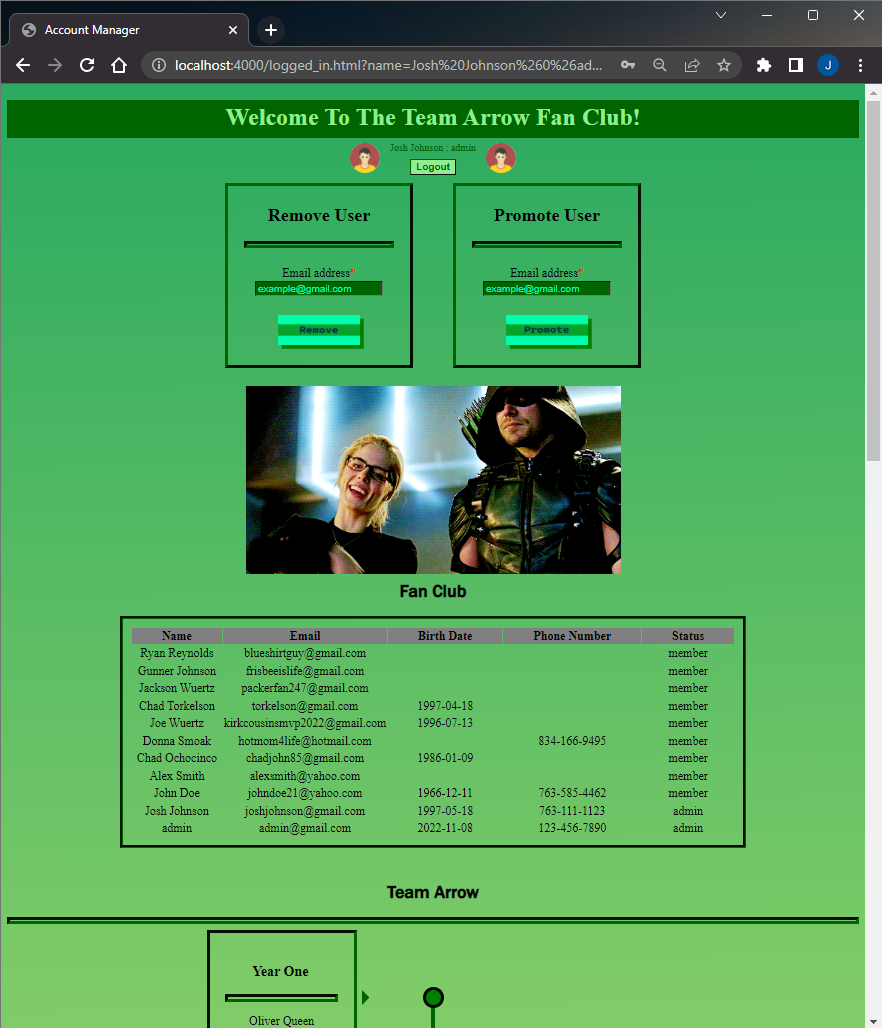 Account Manager
localhost:4000/logged_in.html?name=Josh%20Johnson%260%26ad...
J
Welcome To The Team Arrow Fan Club!
Josh Johnson : admin
Logout
Remove User
Promote User
Email address*
Email address*
example@gmail.com
example@gmail.com
Remove
Promote
Fan Club
Name Email Birth Date Phone Number Status
Ryan Reynolds blueshirtguy@gmail.com member
Gunner Johnson frisbeeislife@gmail.com member
Jackson Wuertz packerfan247@gmail.com member
Chad Torkelson torkelson@gmail.com 1997-04-18 member
Joe Wuertz kirkcousinsmvp2022@gmail.com 1996-07-13 member
Donna Smoak hotmom4life@hotmail.com 834-166-9495 member
Chad Ochocinco chadjohn85@gmail.com 1986-01-09 member
Alex Smith alexsmith@yahoo.com member
John Doe johndoe21@yahoo.com 1966-12-11 763-585-4462 member
Josh Johnson joshjohnson@gmail.com 1997-05-18 763-111-1123 admin
admin admin@gmail.com 2022-11-08 123-456-7890 admin
Team Arrow
Year One
Oliver Queen